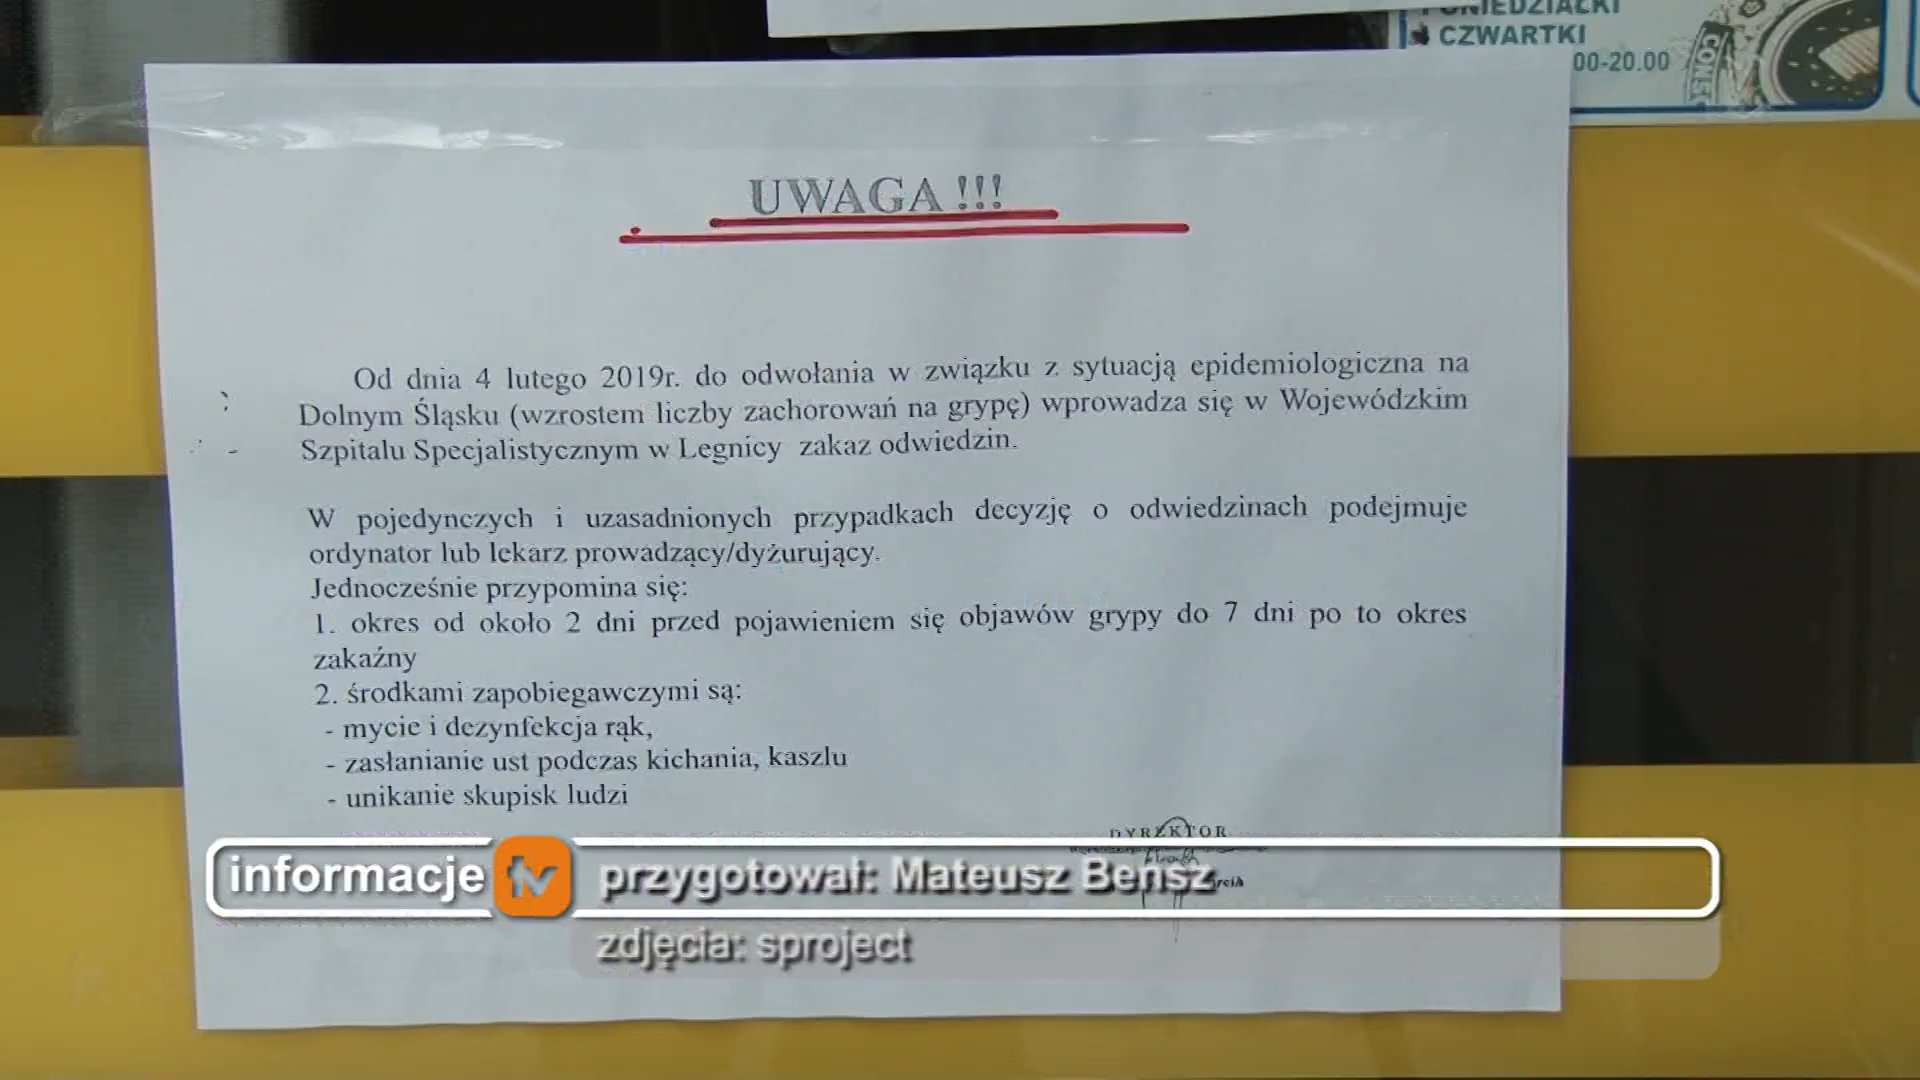 PONIEDZIAŁKI
CZWARTKI
00-20.00
UWAGA !!!
Od dnia 4 lutego 2019r. do odwołania w związku z sytuacją epidemiologiczna na
Dolnym Śląsku (wzrostem liczby zachorowań na grypę) wprowadza się w Wojewódzkim
Szpitalu Specjalistycznym w Legnicy zakaz odwiedzin.
W pojedynczych i uzasadnionych przypadkach decyzję o odwiedzinach podejmuje
ordynator lub lekarz prowadzący/dyżurujący.
Jednocześnie przypomina się:
1. okres od około 2 dni przed pojawieniem się objawów grypy do 7 dni po to okres
zakaźny
2. środkami zapobiegawczymi są:
- mycie i dezynfekcja rąk,
- zasłanianie ust podczas kichania, kaszlu
- unikanie skupisk ludzi
DYREKTOR
informacje tv przygotował: Mateusz Bensz
zdjęcia: sproject